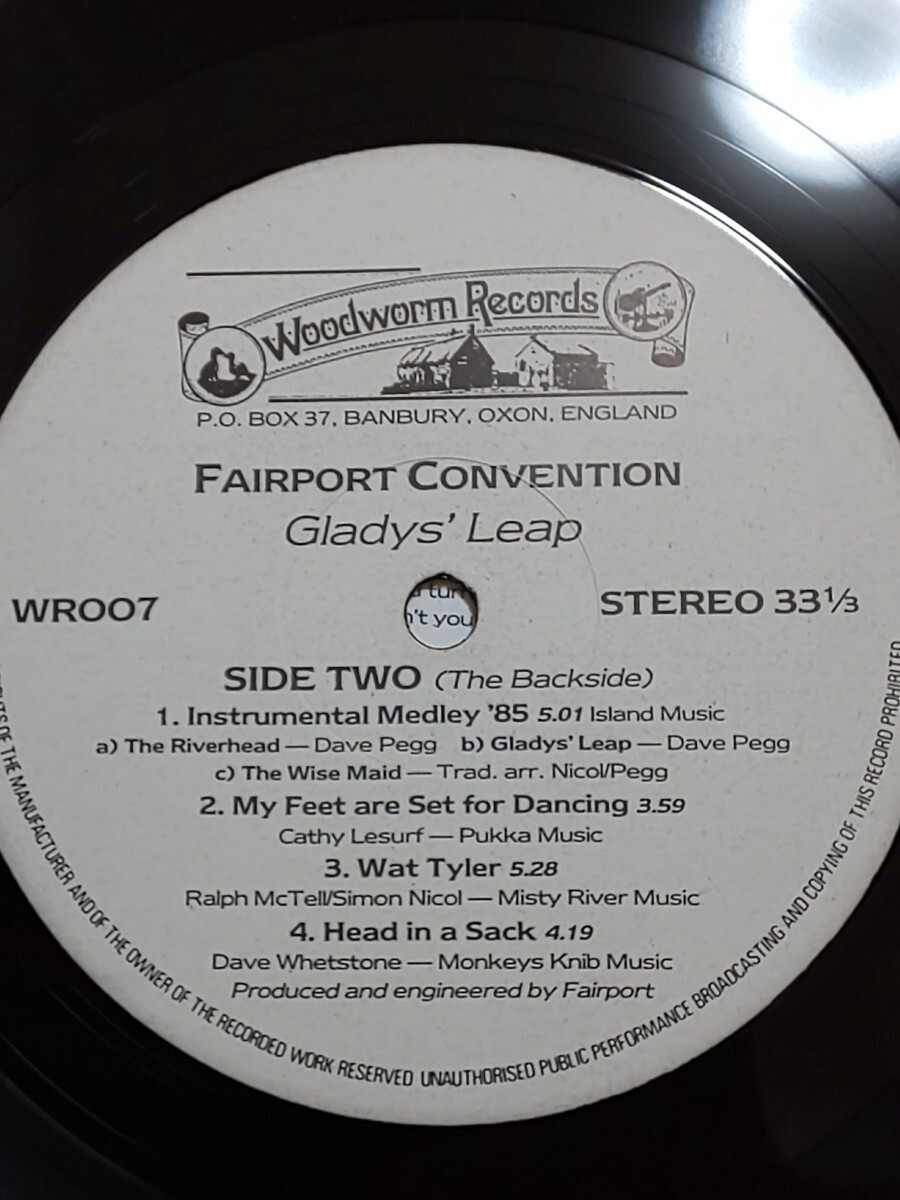 Woodworm Records
P.O. BOX 37, BANBURY, OXON, ENGLAND
FAIRPORT CONVENTION
Gladys' Leap
WR007
STEREO 33⅓
turn
't you
SIDE TWO (The Backside)
1. Instrumental Medley '85 5.01 Island Music
a) The Riverhead — Dave Pegg b) Gladys' Leap — Dave Pegg
c) The Wise Maid — Trad. arr. Nicol/Pegg
2. My Feet are Set for Dancing 3.59
Cathy Lesurf — Pukka Music
3. Wat Tyler 5.28
Ralph McTell/Simon Nicol — Misty River Music
4. Head in a Sack 4.19
Dave Whetstone — Monkeys Knib Music
Produced and engineered by Fairport
OF THE MANUFACTURER AND OF THE OWNER OF THE RECORDED WORK RESERVED UNAUTHORISED PUBLIC PERFORMANCE BROADCASTING AND COPYING OF THIS RECORD PROHIBITED